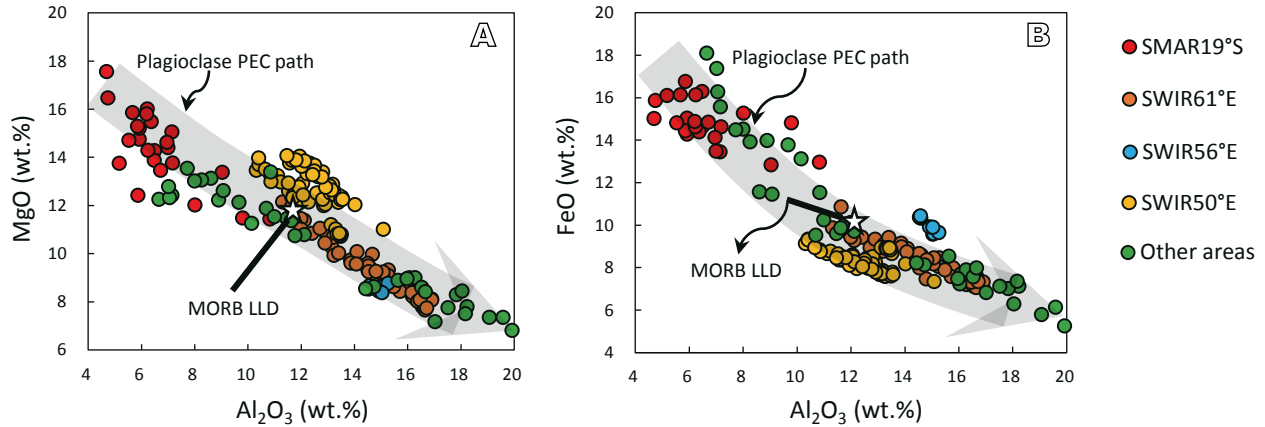 A
MgO (wt.%)
20
18
16
14
12
10
8
6
4
6
8
10
12
14
16
18
20
Al₂O₃ (wt.%)
Plagioclase PEC path
MORB LLD
B
FeO (wt.%)
20
18
16
14
12
10
8
6
4
4
6
8
10
12
14
16
18
20
Al₂O₃ (wt.%)
Plagioclase PEC path
MORB LLD
SMAR19°S
SWIR61°E
SWIR56°E
SWIR50°E
Other areas